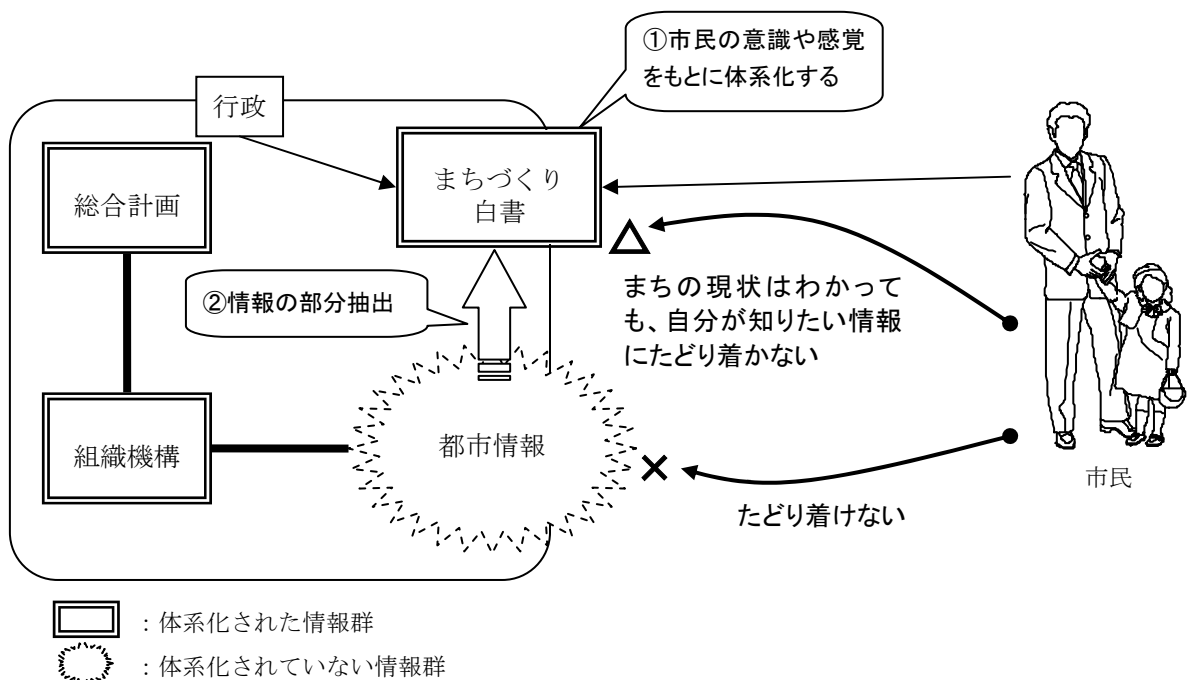 ①市民の意識や感覚
をもとに体系化する
行政
総合計画
まちづくり
白書
②情報の部分抽出
まちの現状はわかって
も、自分が知りたい情報
にたどり着かない
組織機構
都市情報
たどり着けない
市民
：体系化された情報群
：体系化されていない情報群